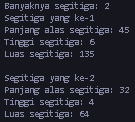 Banyaknya segitiga: 2
Segitiga yang ke-1
Panjang alas segitiga: 45
Tinggi segitiga: 6
Luas segitiga: 135

Segitiga yang ke-2
Panjang alas segitiga: 32
Tinggi segitiga: 4
Luas segitiga: 64